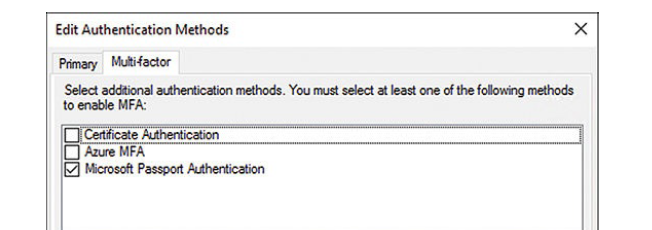 Edit Authentication Methods
Primary Multi-factor
Select additional authentication methods. You must select at least one of the following methods
to enable MFA:
Certificate Authentication
Azure MFA
Microsoft Passport Authentication